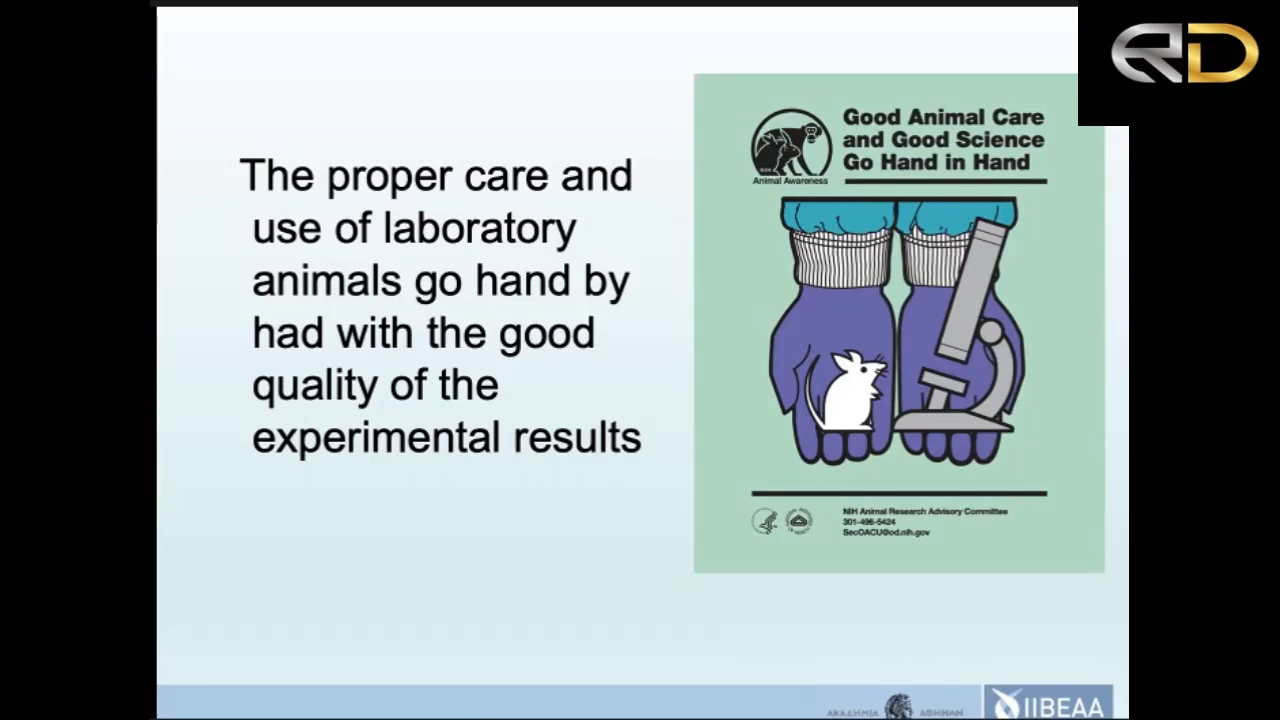 RD
The proper care and
use of laboratory
animals go hand by
had with the good
quality of the
experimental results
Good Animal Care
and Good Science
Go Hand in Hand
Animal Awareness
NIH Animal Research Advisory Committee
301-496-5424
SecOACU@od.nih.gov
ΑΚΑΔΗΜΙΑ ΑΘΗΝΩΝ
IIBEAA